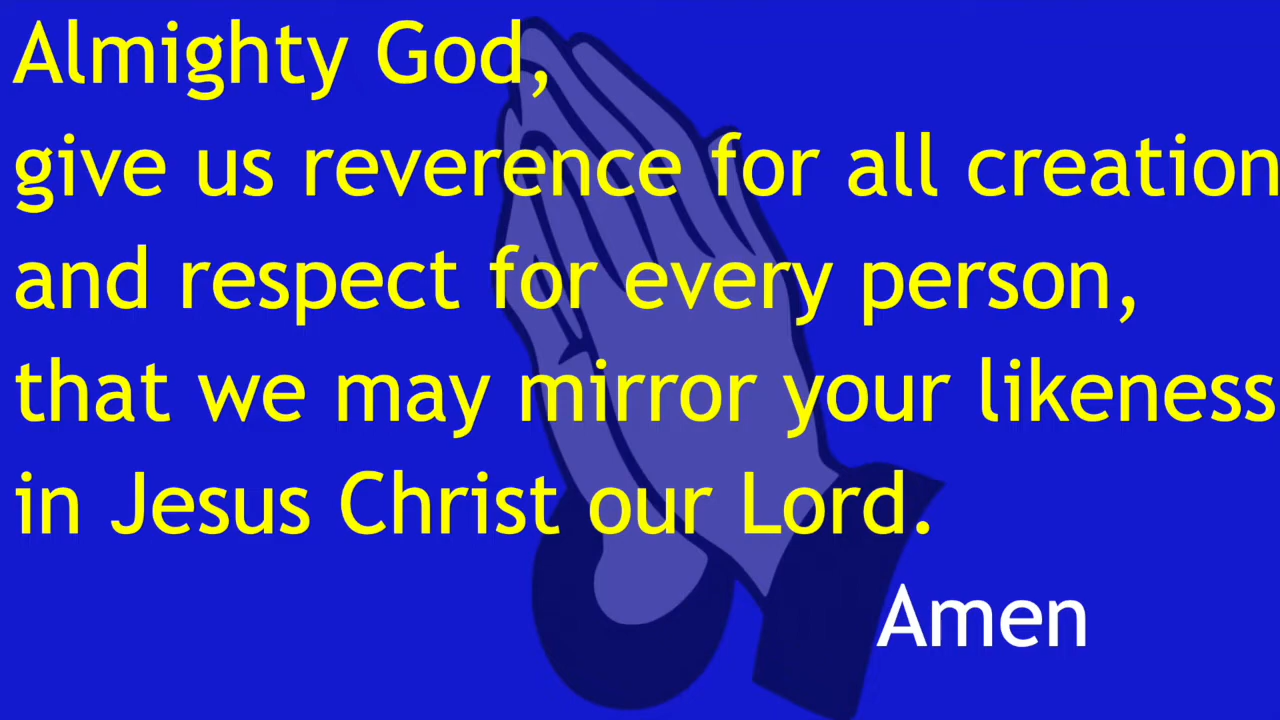 Almighty God,
give us reverence for all creation
and respect for every person,
that we may mirror your likeness
in Jesus Christ our Lord.
Amen